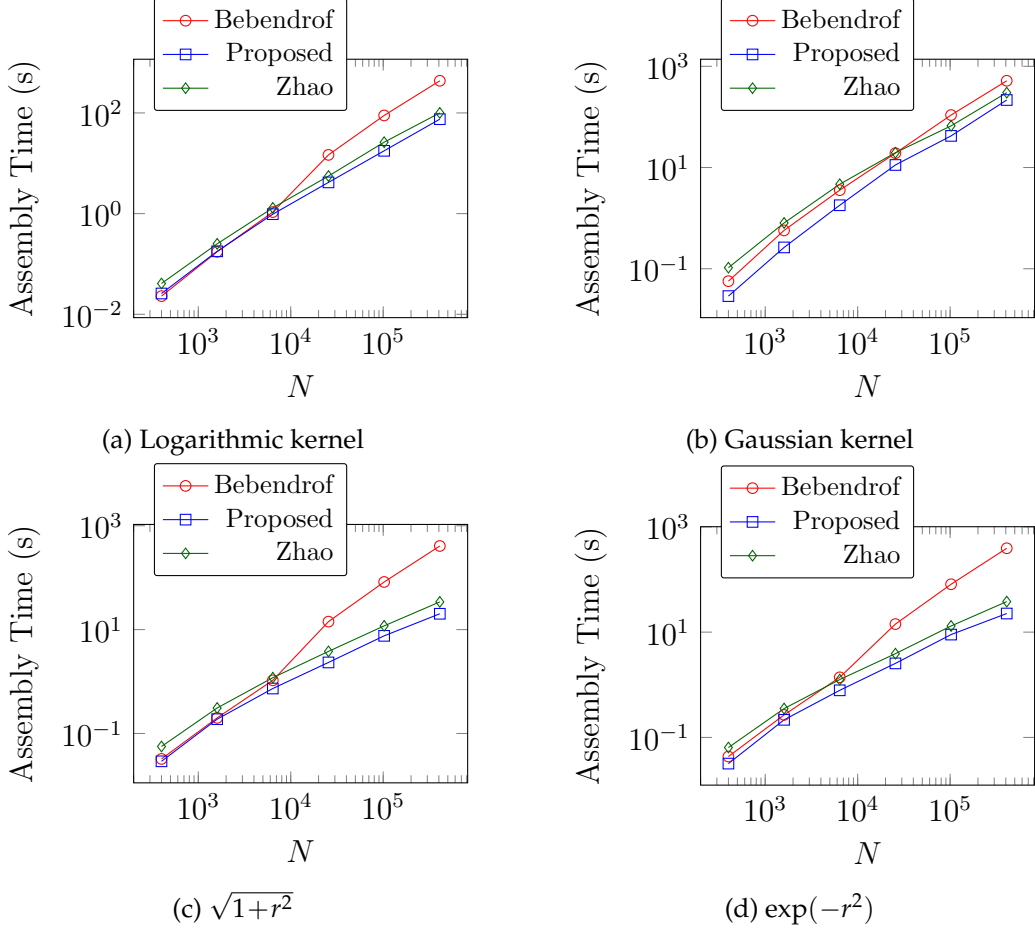 Bebendrof
Proposed
Zhao
Assembly Time (s)
10^2
10^0
10^−2
10^3
10^4
10^5
N
(a) Logarithmic kernel
Bebendrof
Proposed
Zhao
Assembly Time (s)
10^3
10^1
10^−1
10^3
10^4
10^5
N
(b) Gaussian kernel
Bebendrof
Proposed
Zhao
Assembly Time (s)
10^3
10^1
10^−1
10^3
10^4
10^5
N
(c) √1+r^2
Bebendrof
Proposed
Zhao
Assembly Time (s)
10^3
10^1
10^−1
10^3
10^4
10^5
N
(d) exp(−r^2)